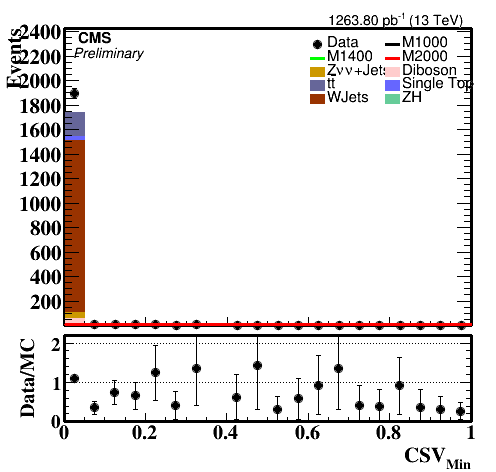 1263.80 pb⁻¹ (13 TeV)
CMS
Preliminary
Events
2400
2200
2000
1800
1600
1400
1200
1000
800
600
400
200
Data
M1000
M1400
M2000
Zνν+Jets
Diboson
tt
Single Top
WJets
ZH
Data/MC
2
1
0
0 0.2 0.4 0.6 0.8 1
CSV_Min